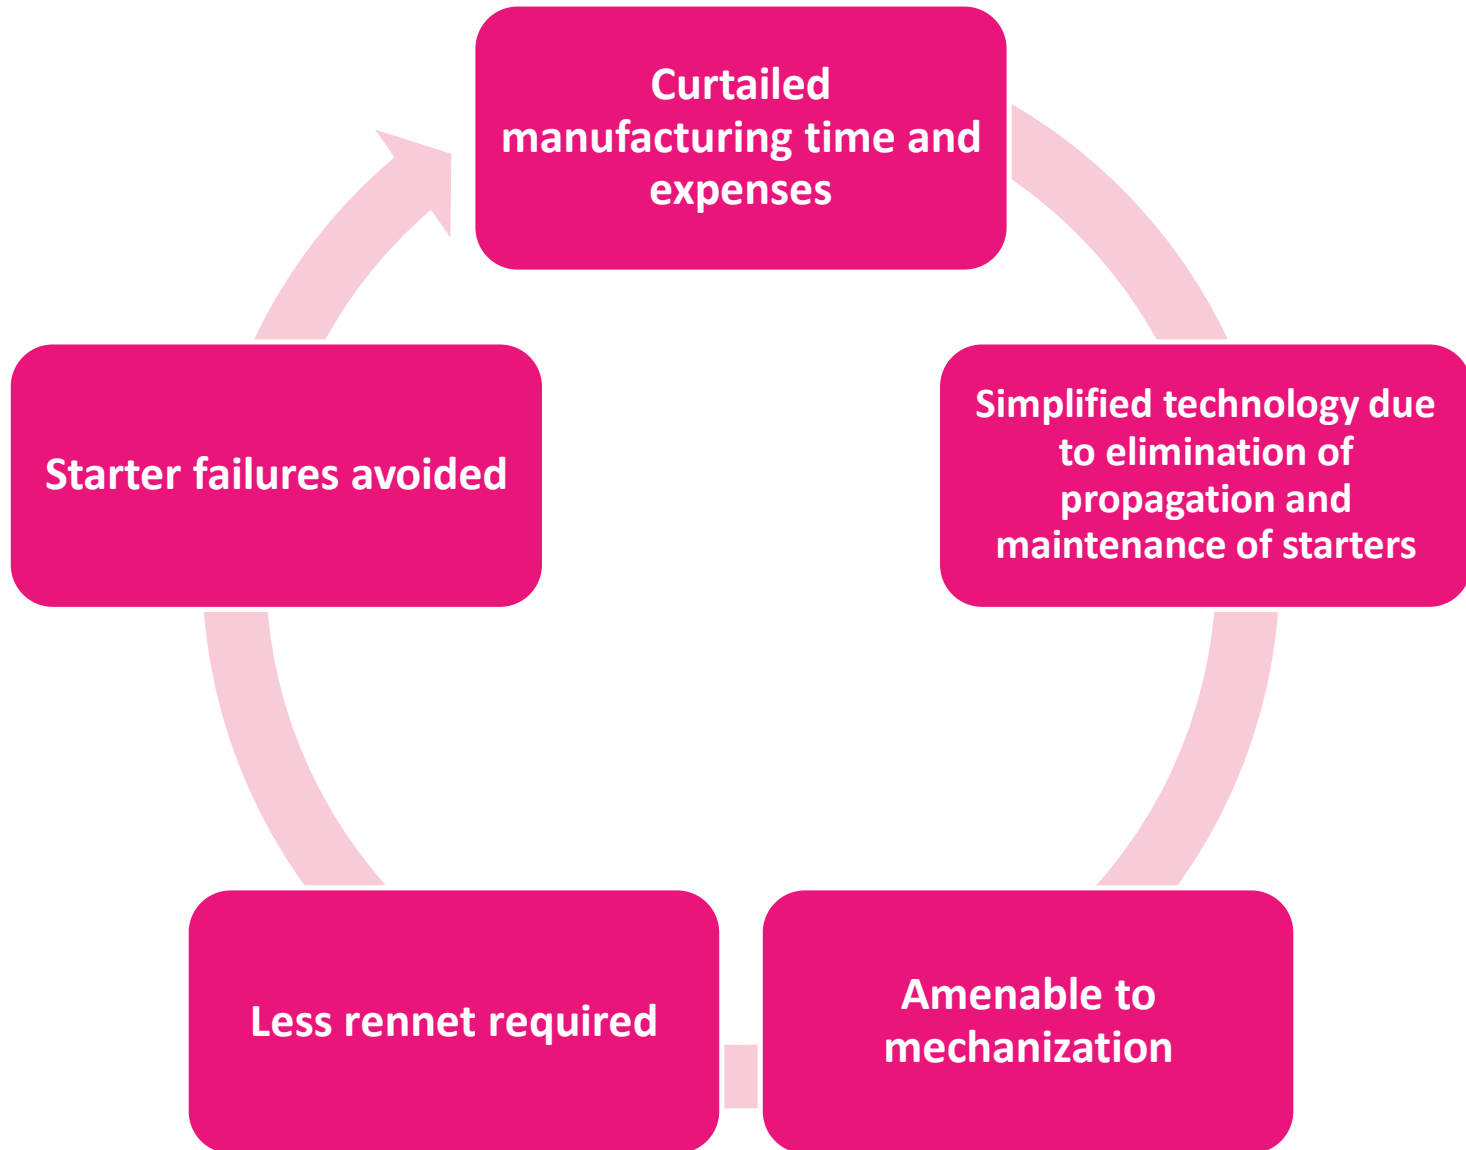 Curtailed
manufacturing time and
expenses
Simplified technology due
to elimination of
propagation and
maintenance of starters
Amenable to
mechanization
Less rennet required
Starter failures avoided